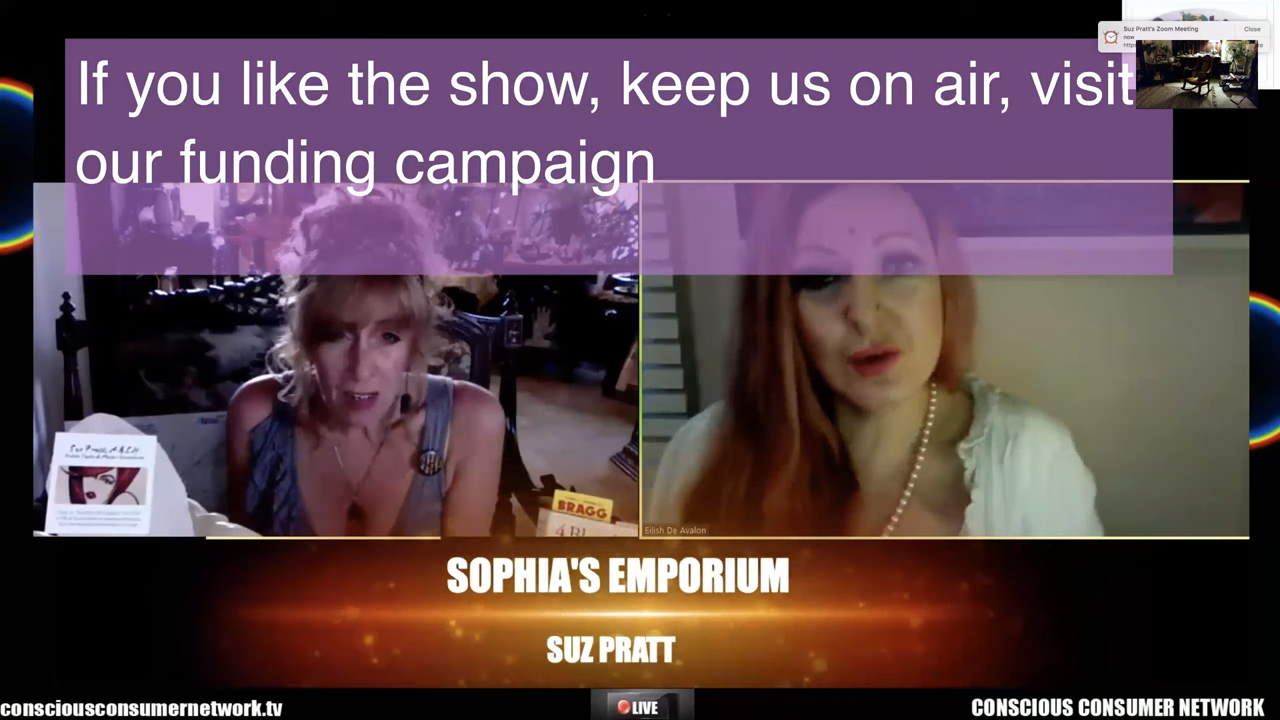 Suz Pratt's Zoom Meeting
Close
now
If you like the show, keep us on air, visit
our funding campaign
BRAGG
Eilish De Avalon
SOPHIA'S EMPORIUM
SUZ PRATT
consciousconsumernetwork.tv
LIVE
CONSCIOUS CONSUMER NETWORK